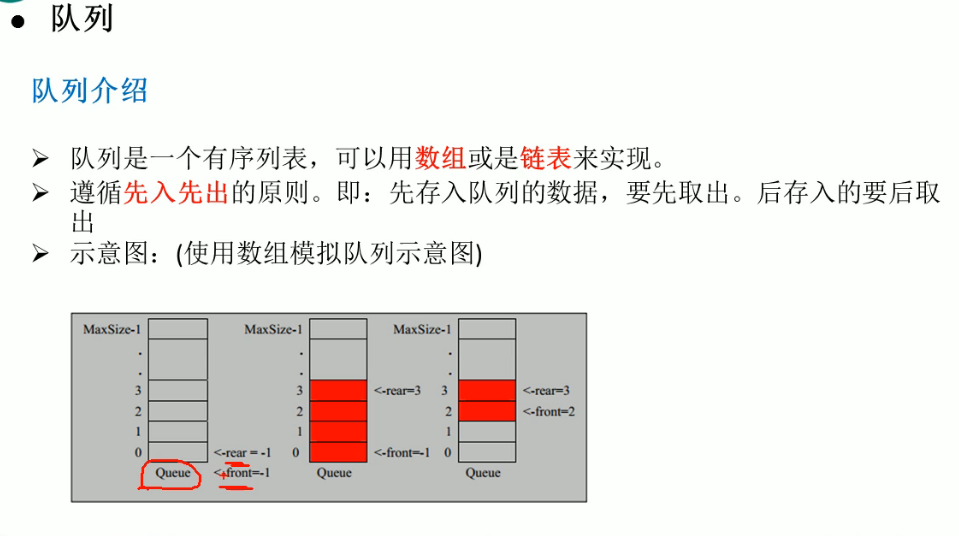 ● 队列
队列介绍
➢ 队列是一个有序列表，可以用数组或是链表来实现。
➢ 遵循先入先出的原则。即：先存入队列的数据，要先取出。后存入的要后取
出
➢ 示意图：(使用数组模拟队列示意图)
MaxSize-1 MaxSize-1 MaxSize-1
. . .
. . .
3 3 <-rear=3 3 <-rear=3
2 2 2 <-front=2
1 1 1
0 <-rear = -1 0 <-front=-1 0
Queue <-front=-1 Queue Queue